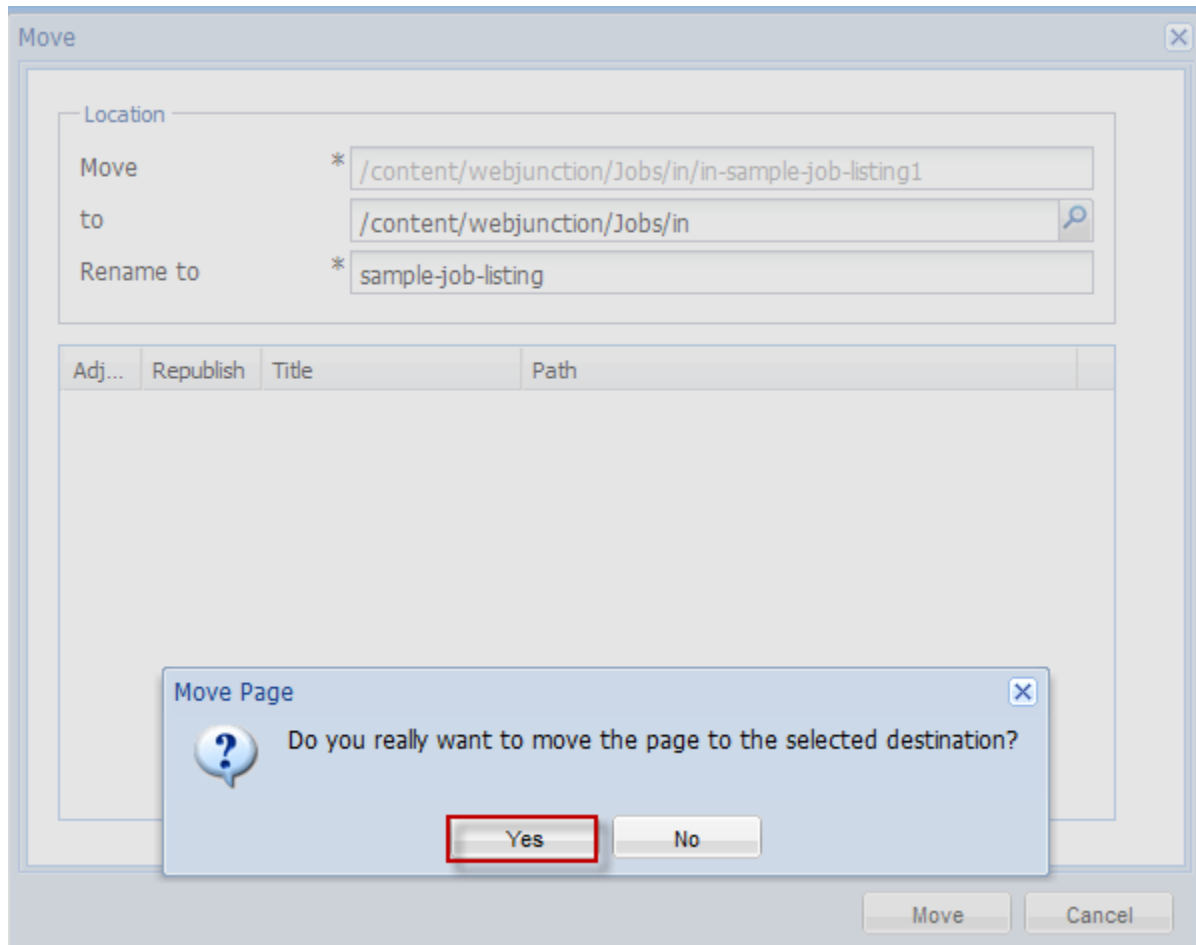 Move
Location
Move * /content/webjunction/Jobs/in/in-sample-job-listing1
to /content/webjunction/Jobs/in
Rename to * sample-job-listing
Adj... Republish Title Path
Move Page
Do you really want to move the page to the selected destination?
Yes No
Move Cancel